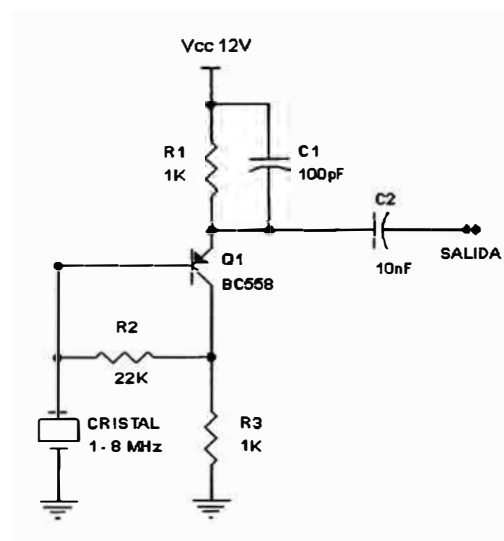 Vcc 12V
R1
1K
C1
100pF
C2
10nF
SALIDA
Q1
BC558
R2
22K
CRISTAL
1 - 8 MHz
R3
1K